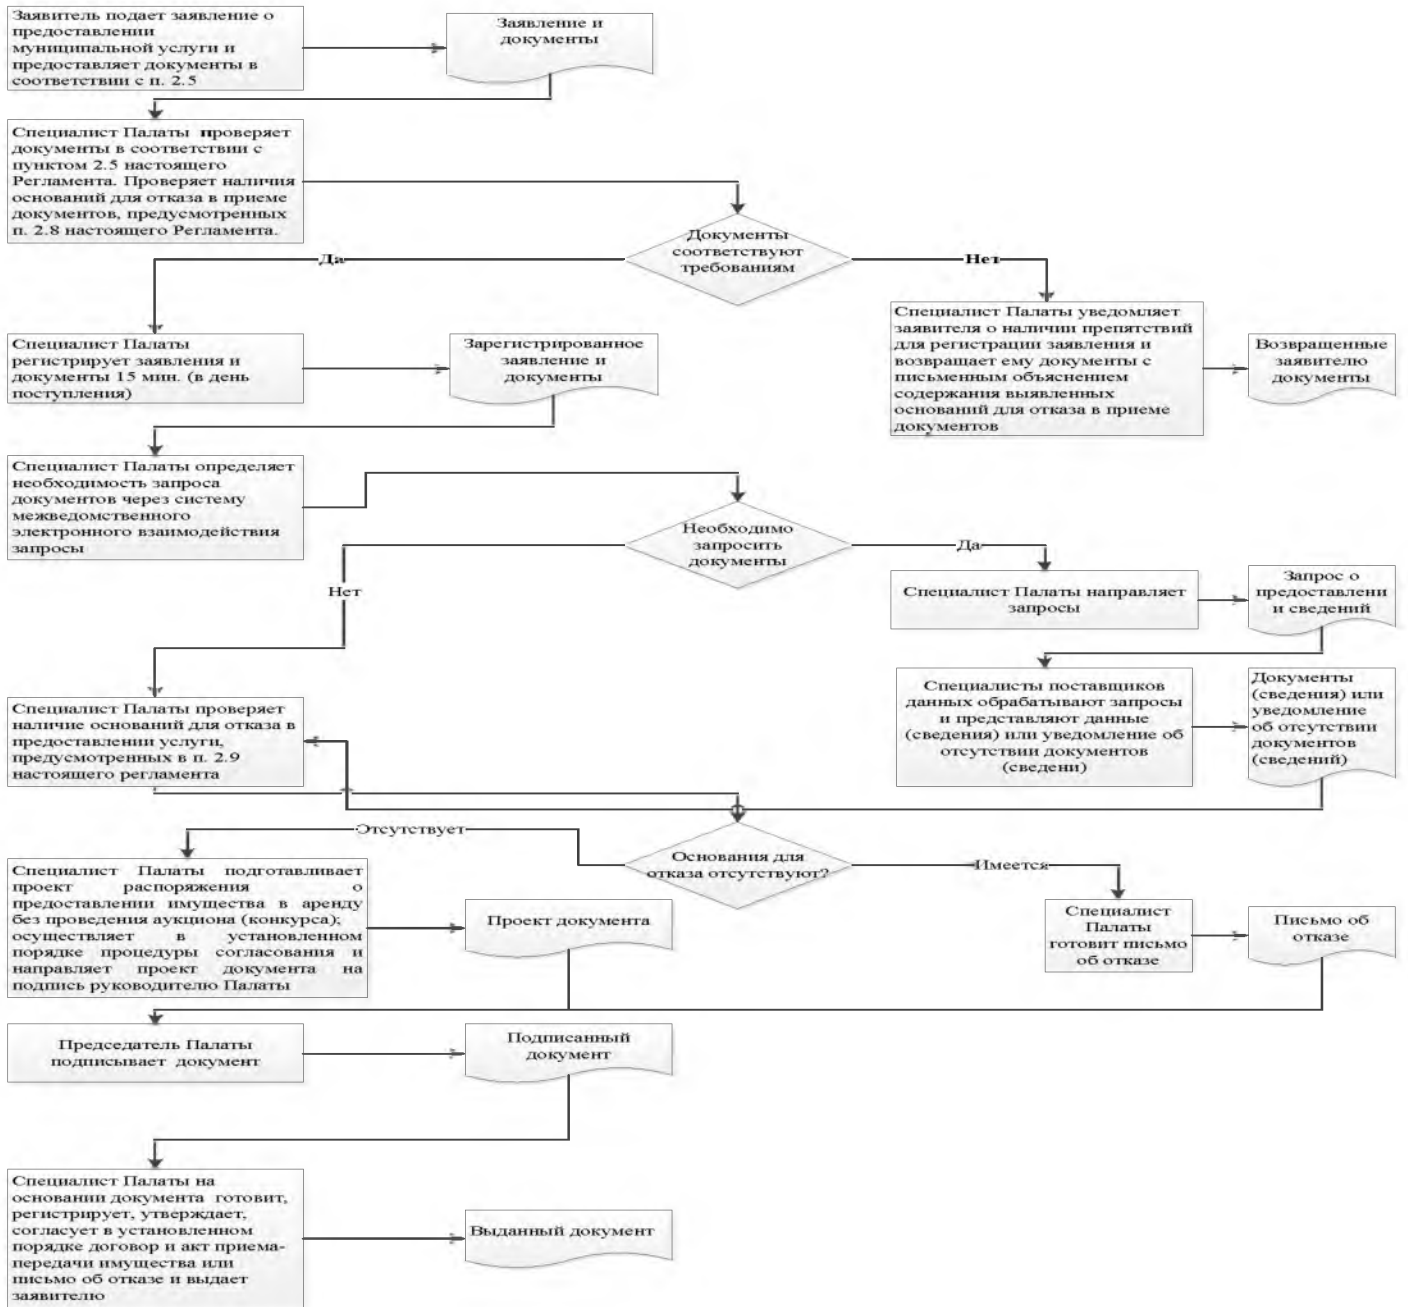 Заявитель подает заявление о
предоставлении
муниципальной услуги и
предоставляет документы в
соответствии с п. 2.5
Заявление и
документы
Специалист Палаты проверяет
документы в соответствии с
пунктом 2.5 настоящего
Регламента. Проверяет наличия
оснований для отказа в приеме
документов, предусмотренных
п. 2.8 настоящего Регламента.
Документы
соответствуют
требованиям
Да
Нет
Специалист Палаты
регистрирует заявления и
документы 15 мин. (в день
поступления)
Зарегистрированное
заявление и
документы
Специалист Палаты уведомляет
заявителя о наличии препятствий
для регистрации заявления и
возвращает ему документы с
письменным объяснением
содержания выявленных
оснований для отказа в приеме
документов
Возвращенные
заявителю
документы
Специалист Палаты определяет
необходимость запроса
документов через систему
межведомственного
электронного взаимодействия
запросы
Необходимо
запросить
документы
Да
Нет
Специалист Палаты направляет
запросы
Запрос о
предоставлени
и сведений
Специалисты поставщиков
данных обрабатывают запросы
и представляют данные
(сведения) или уведомление об
отсутствии документов
(сведени)
Документы
(сведения) или
уведомление
об отсутствии
документов
(сведений)
Специалист Палаты проверяет
наличие оснований для отказа в
предоставлении услуги,
предусмотренных в п. 2.9
настоящего регламента
Основания для
отказа отсутствуют?
Отсутствует
Имеется
Специалист Палаты подготавливает
проект распоряжения о
предоставлении имущества в аренду
без проведения аукциона (конкурса);
осуществляет в установленном
порядке процедуры согласования и
направляет проект документа на
подпись руководителю Палаты
Проект документа
Специалист
Палаты
готовит письмо
об отказе
Письмо об
отказе
Председатель Палаты
подписывает документ
Подписанный
документ
Специалист Палаты на
основании документа готовит,
регистрирует, утверждает,
согласует в установленном
порядке договор и акт приема-
передачи имущества или
письмо об отказе и выдает
заявителю
Выданный документ